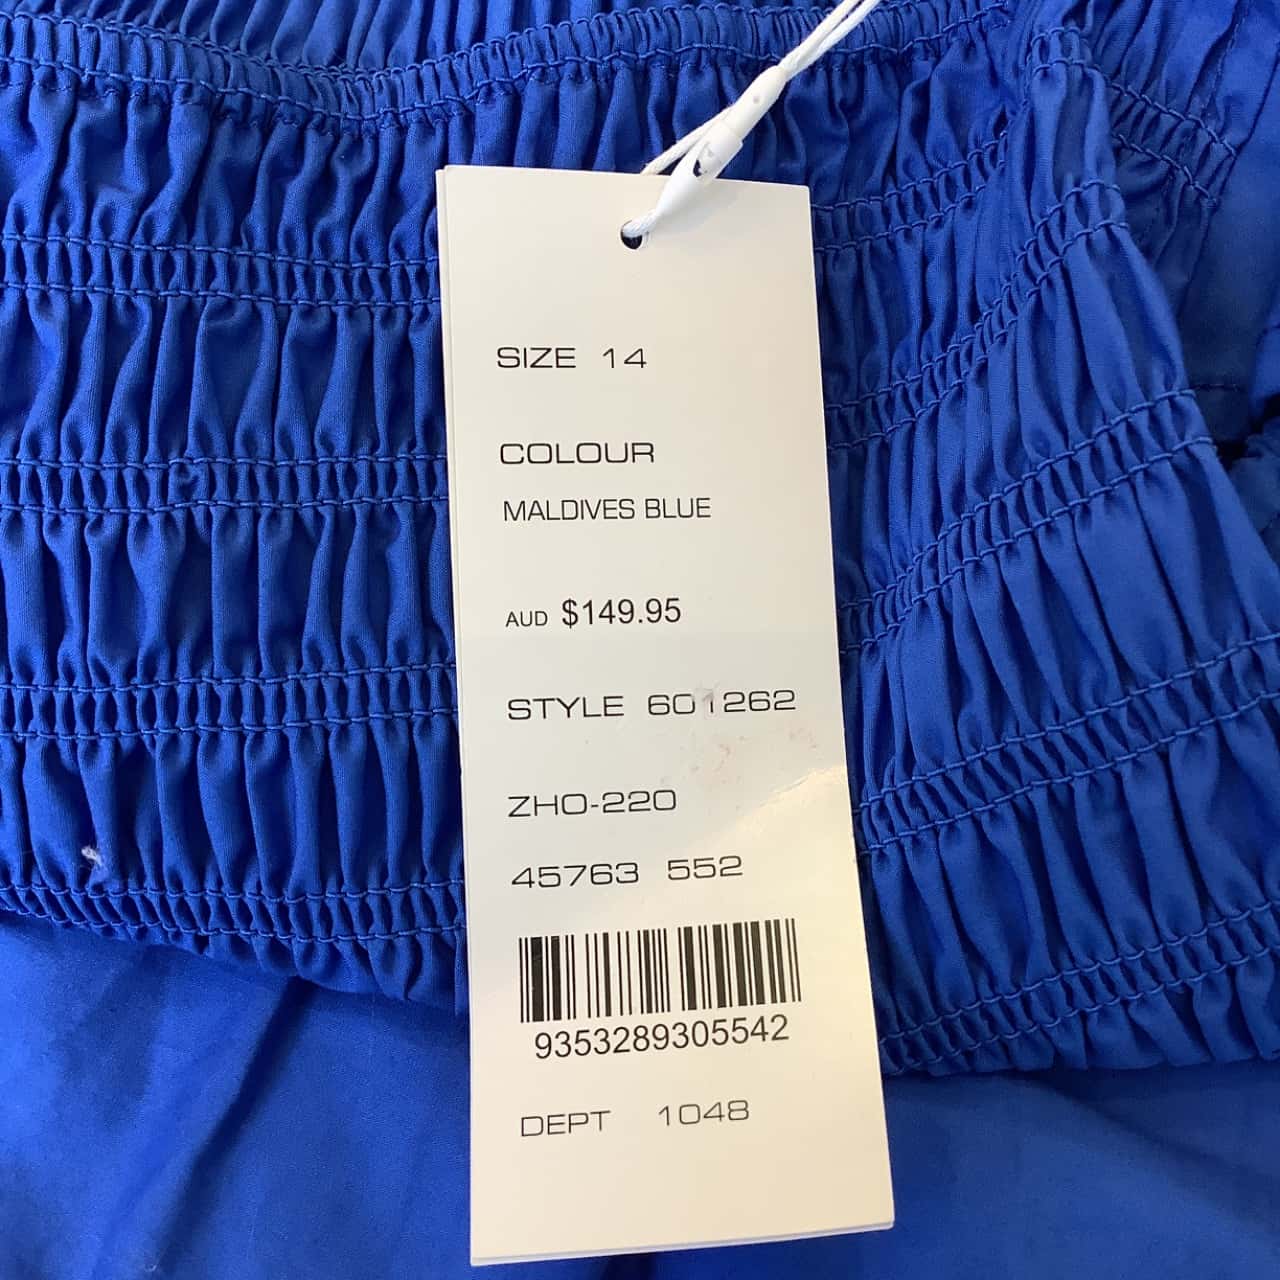 SIZE 14
COLOUR
MALDIVES BLUE
AUD $149.95
STYLE 601262
ZHO-220
45763 552
9353289305542
DEPT 1048